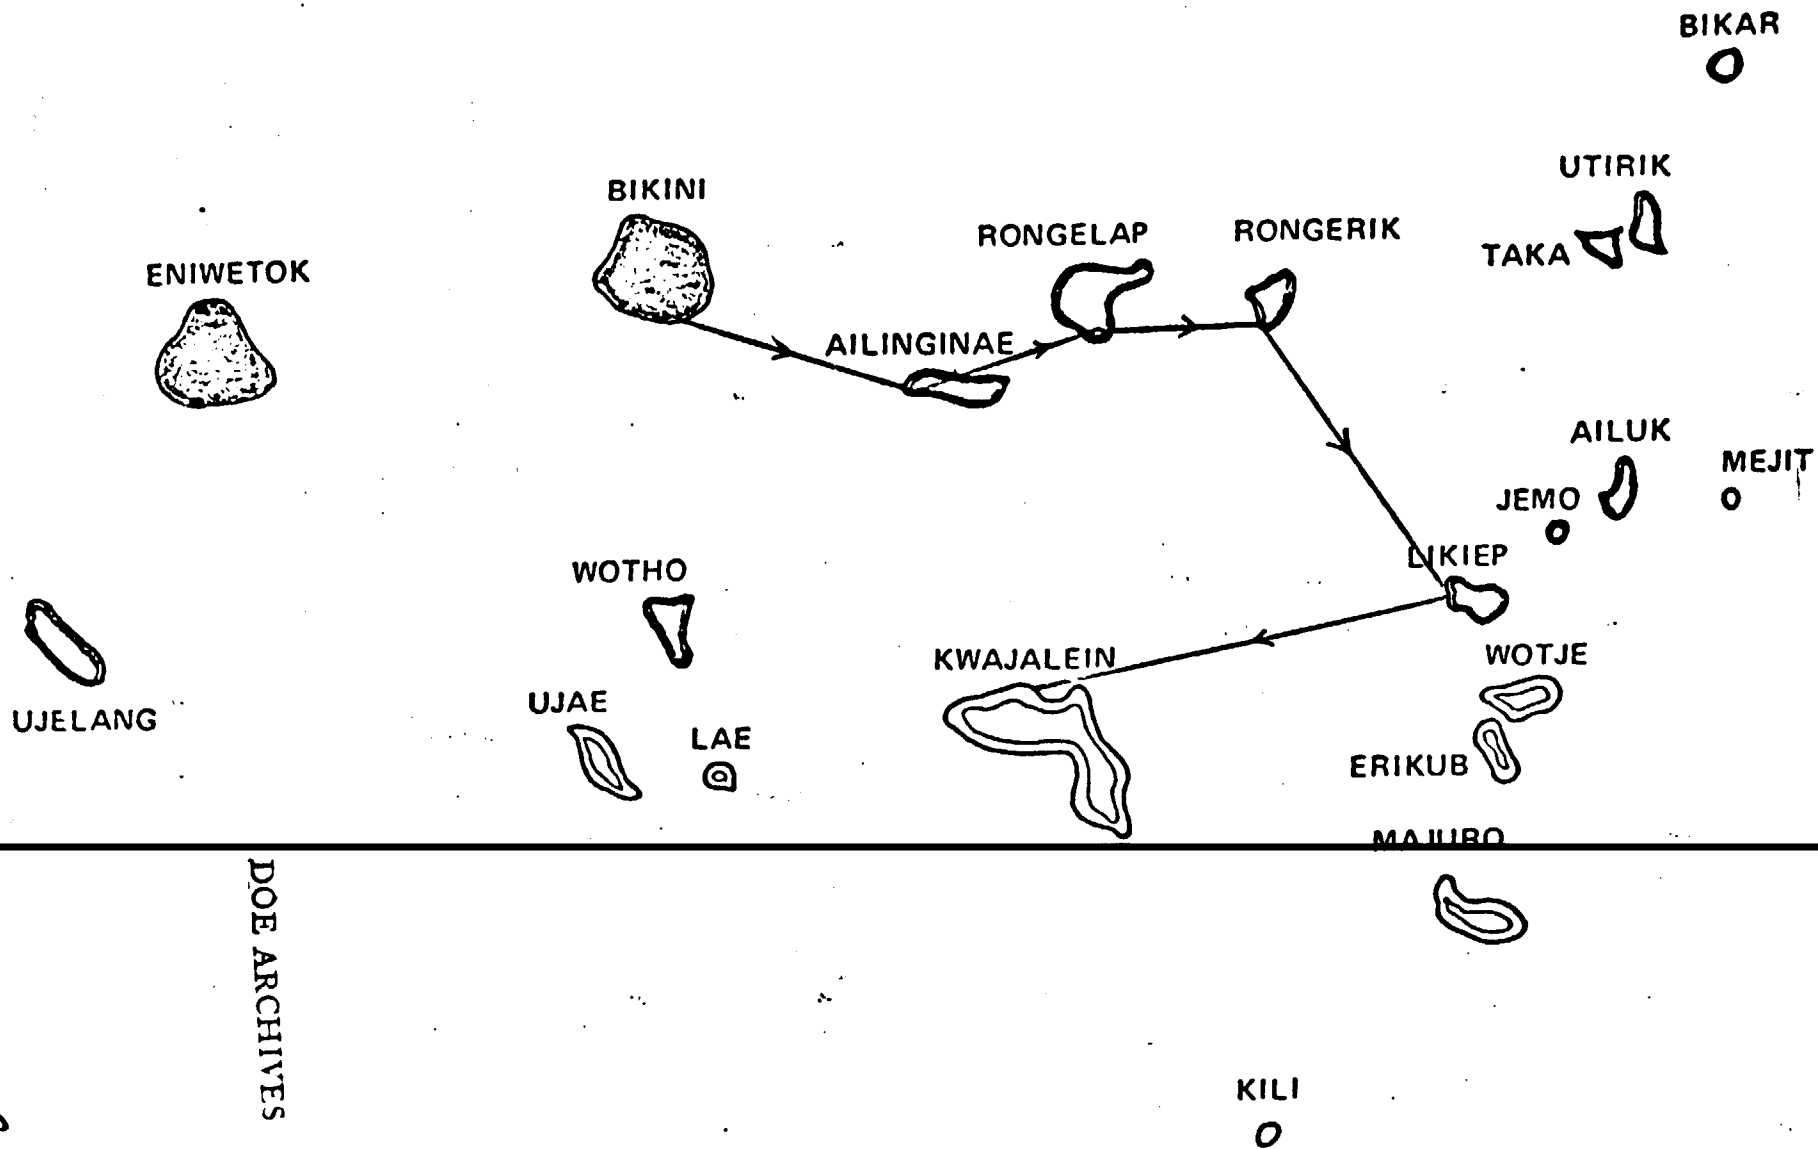 BIKAR
UTIRIK
BIKINI
RONGELAP
RONGERIK
TAKA
ENIWETOK
AILINGINAE
AILUK
MEJIT
JEMO
LIKIEP
WOTHO
KWAJALEIN
WOTJE
UJAE
UJELANG
LAE
ERIKUB
MAJURO
DOE ARCHIVES
KILI